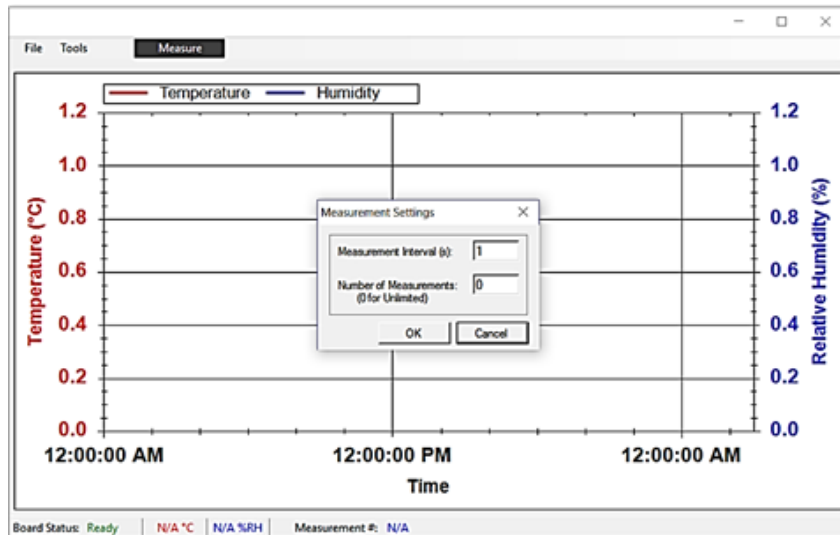 File Tools Measure
Temperature Humidity
1.2 1.2
1.0 1.0
0.8 0.8
0.6 0.6
0.4 0.4
0.2 0.2
0.0 0.0
Temperature (°C)
Relative Humidity (%)
Measurement Settings
Measurement Interval (s): 1
Number of Measurements: 0
(0 for Unlimited)
OK Cancel
12:00:00 AM 12:00:00 PM 12:00:00 AM
Time
Board Status: Ready N/A °C N/A %RH Measurement #: N/A